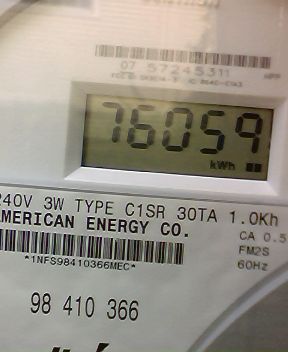 07 57245311
76059
kWh
240V 3W TYPE C1SR 30TA 1.0Kh
AMERICAN ENERGY CO.
CA 0.5
*1NFS98410366MEC*
FM2S
60Hz
98 410 366